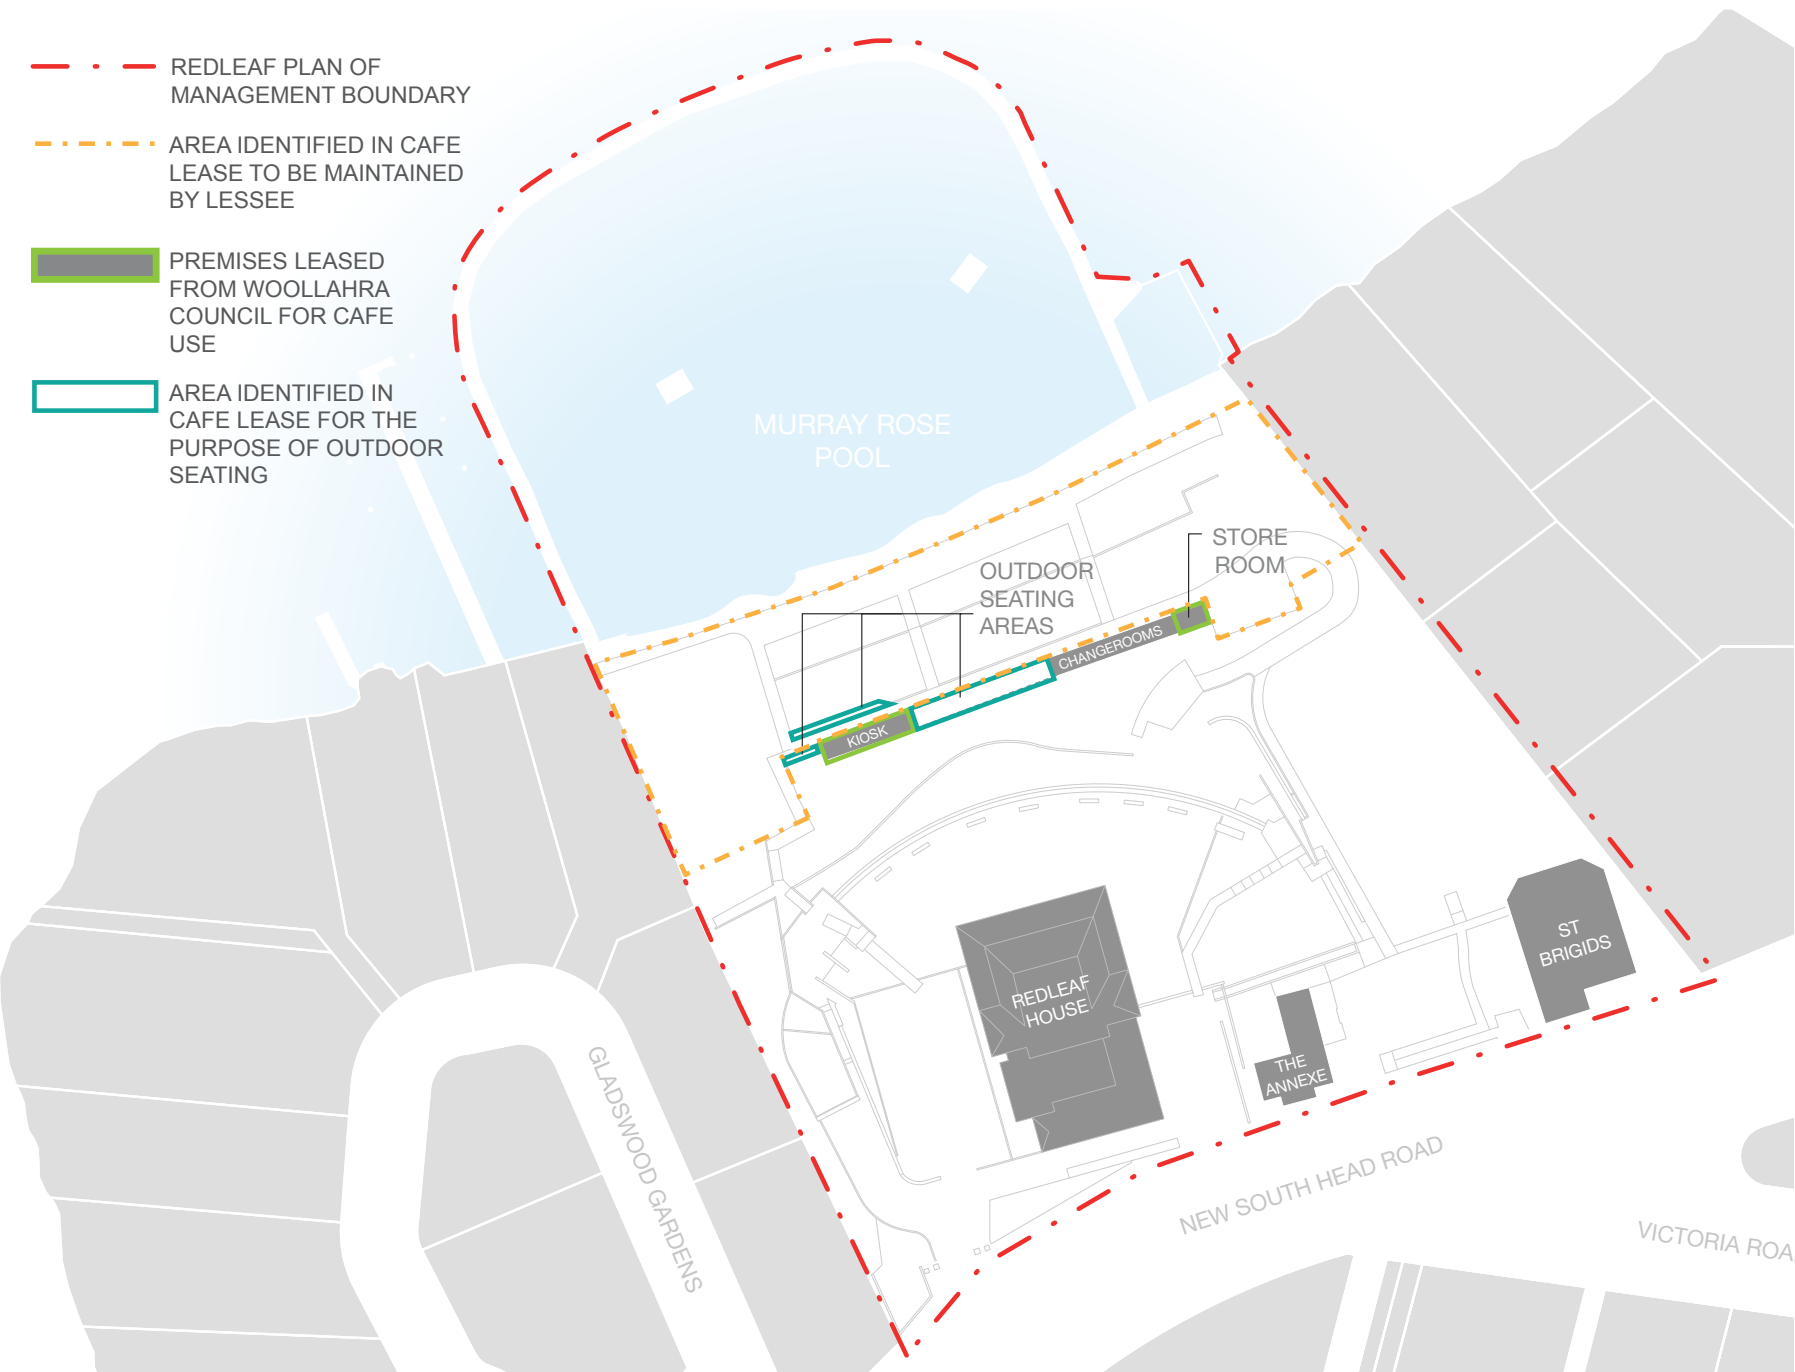 REDLEAF PLAN OF
MANAGEMENT BOUNDARY
AREA IDENTIFIED IN CAFE
LEASE TO BE MAINTAINED
BY LESSEE
PREMISES LEASED
FROM WOOLLAHRA
COUNCIL FOR CAFE
USE
AREA IDENTIFIED IN
CAFE LEASE FOR THE
PURPOSE OF OUTDOOR
SEATING
MURRAY ROSE
POOL
STORE
ROOM
OUTDOOR
SEATING
AREAS
CHANGEROOMS
KIOSK
ST
BRIGIDS
REDLEAF
HOUSE
THE
ANNEXE
GLADSWOOD GARDENS
NEW SOUTH HEAD ROAD
VICTORIA